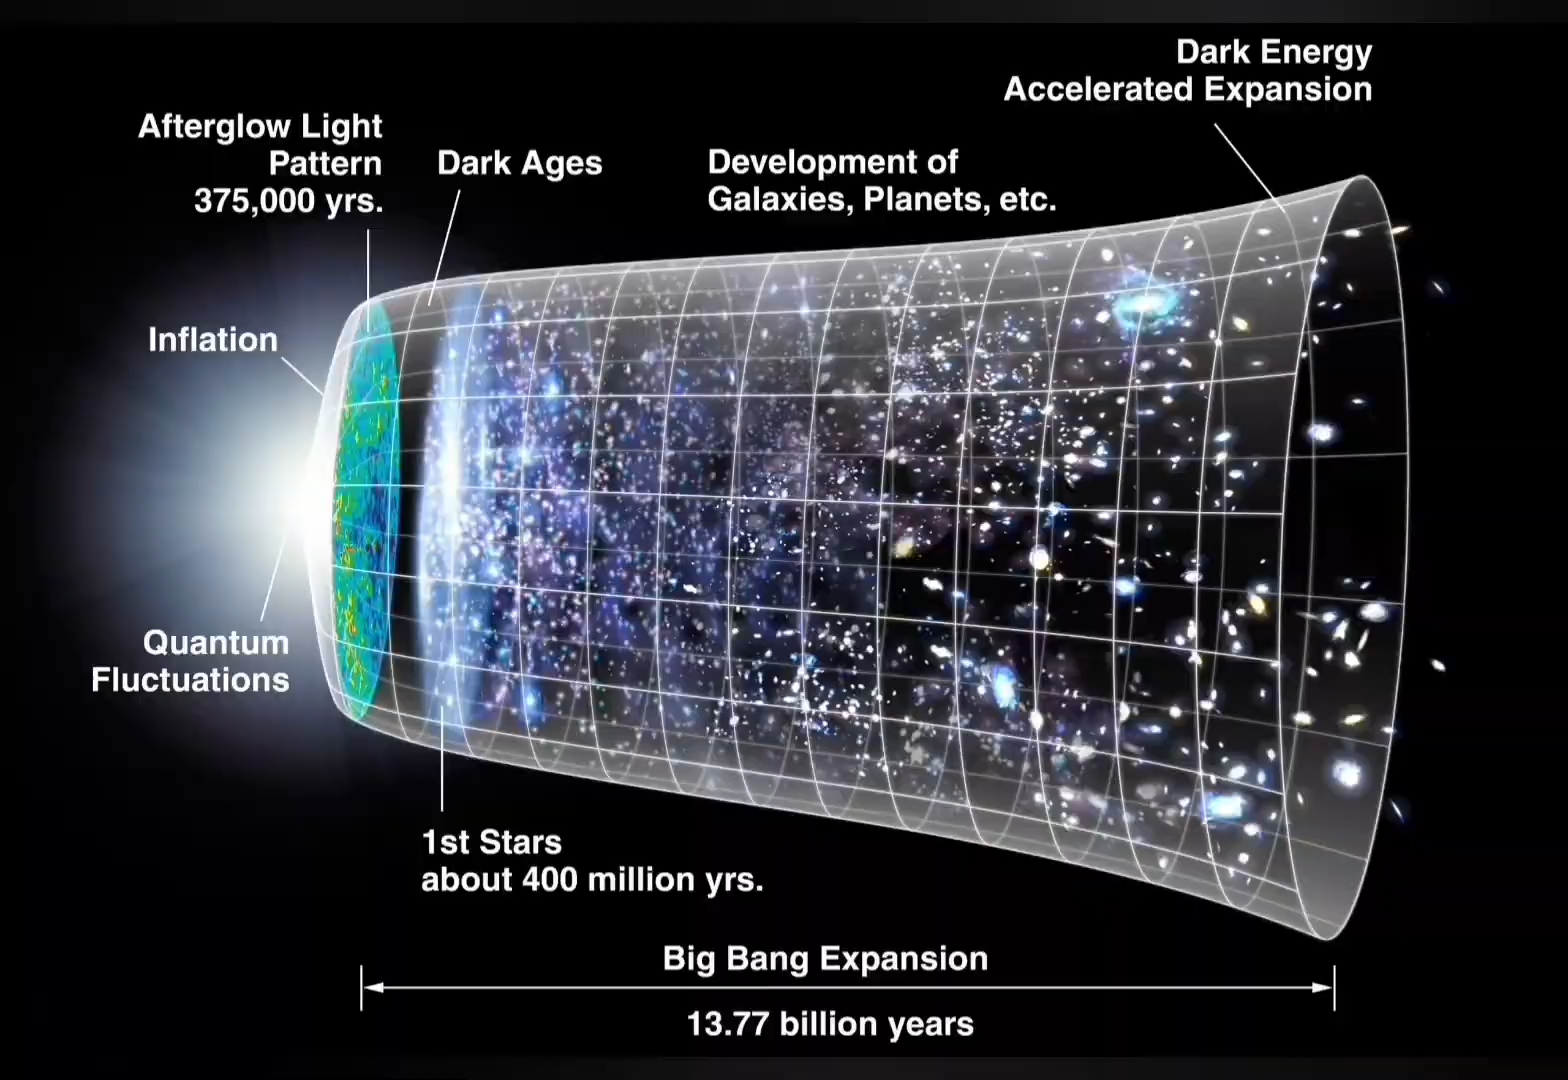 Dark Energy
Accelerated Expansion
Afterglow Light
Pattern
375,000 yrs.
Dark Ages
Development of
Galaxies, Planets, etc.
Inflation
Quantum
Fluctuations
1st Stars
about 400 million yrs.
Big Bang Expansion
13.77 billion years